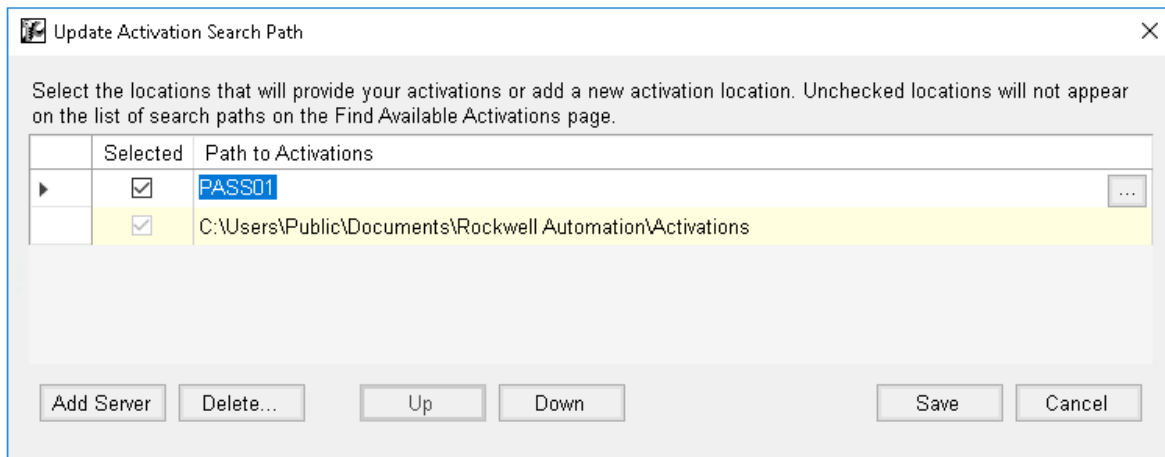 Update Activation Search Path
Select the locations that will provide your activations or add a new activation location. Unchecked locations will not appear
on the list of search paths on the Find Available Activations page.
Selected Path to Activations
PASS01 ...
C:\Users\Public\Documents\Rockwell Automation\Activations
Add Server Delete... Up Down Save Cancel